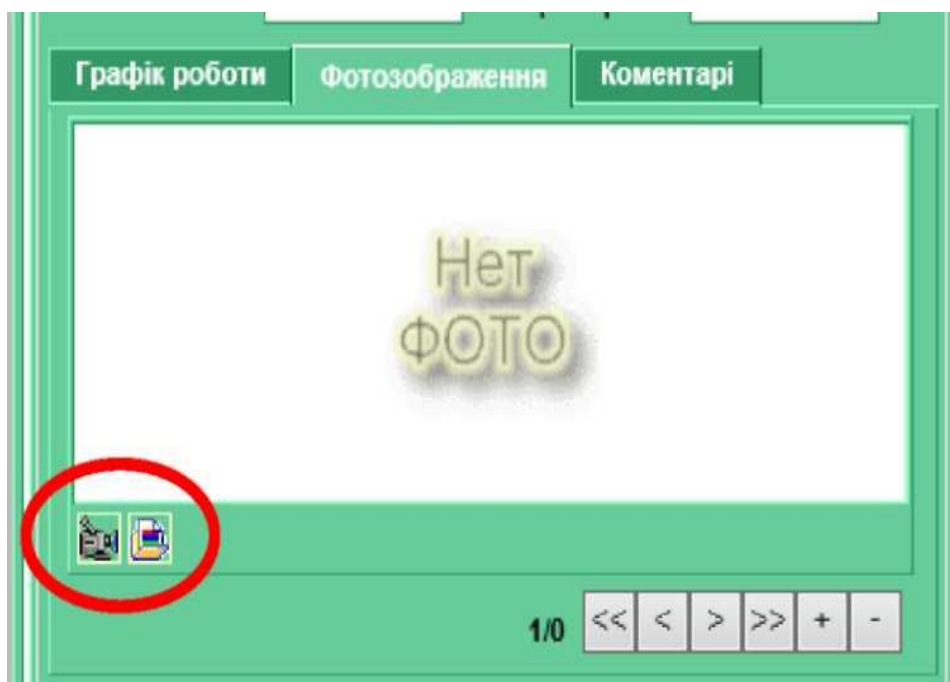 Графік роботи Фотозображення Коментарі
Нет
ФОТО
1/0 << < > >> + -